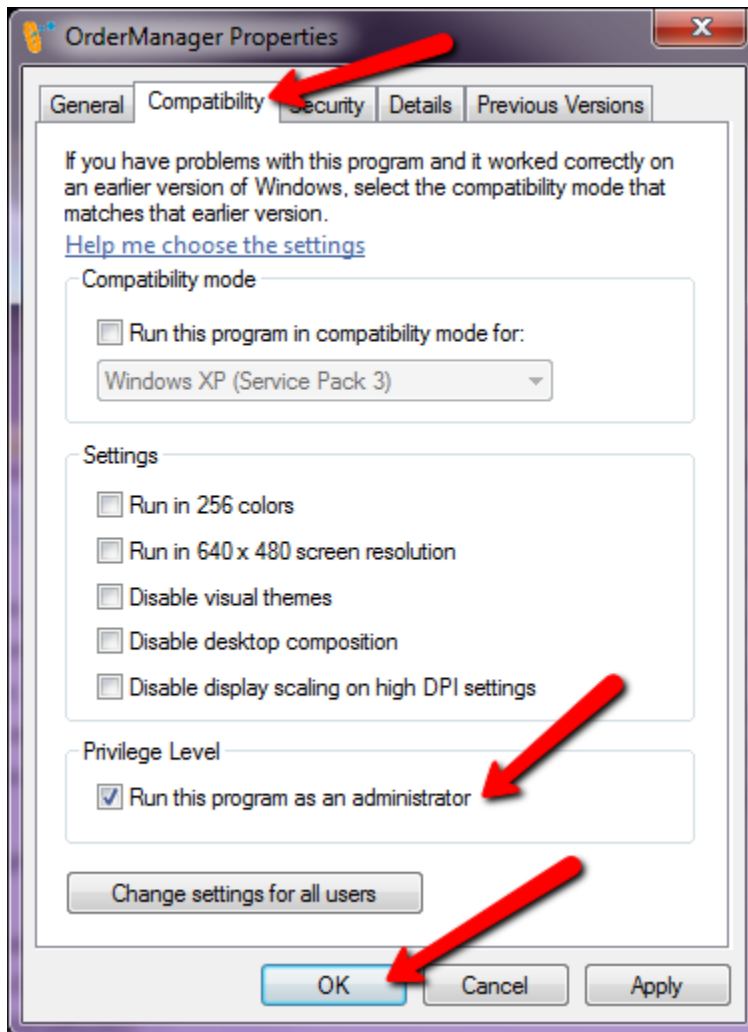 OrderManager Properties
General Compatibility Security Details Previous Versions
If you have problems with this program and it worked correctly on
an earlier version of Windows, select the compatibility mode that
matches that earlier version.
Help me choose the settings
Compatibility mode
Run this program in compatibility mode for:
Windows XP (Service Pack 3)
Settings
Run in 256 colors
Run in 640 x 480 screen resolution
Disable visual themes
Disable desktop composition
Disable display scaling on high DPI settings
Privilege Level
Run this program as an administrator
Change settings for all users
OK Cancel Apply